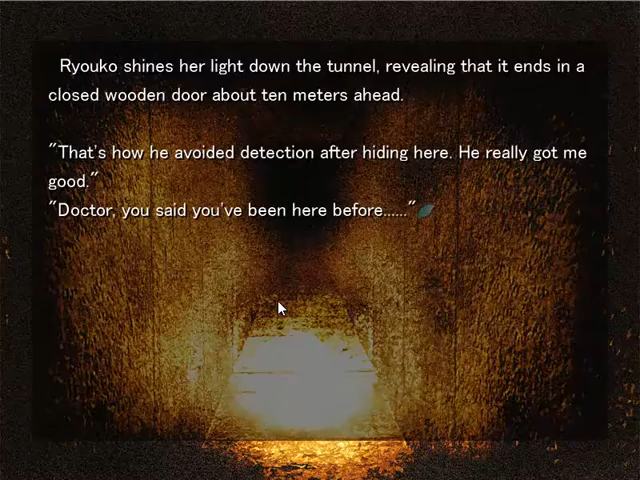 Ryouko shines her light down the tunnel, revealing that it ends in a
closed wooden door about ten meters ahead.
"That's how he avoided detection after hiding here. He really got me
good."
"Doctor, you said you've been here before......"